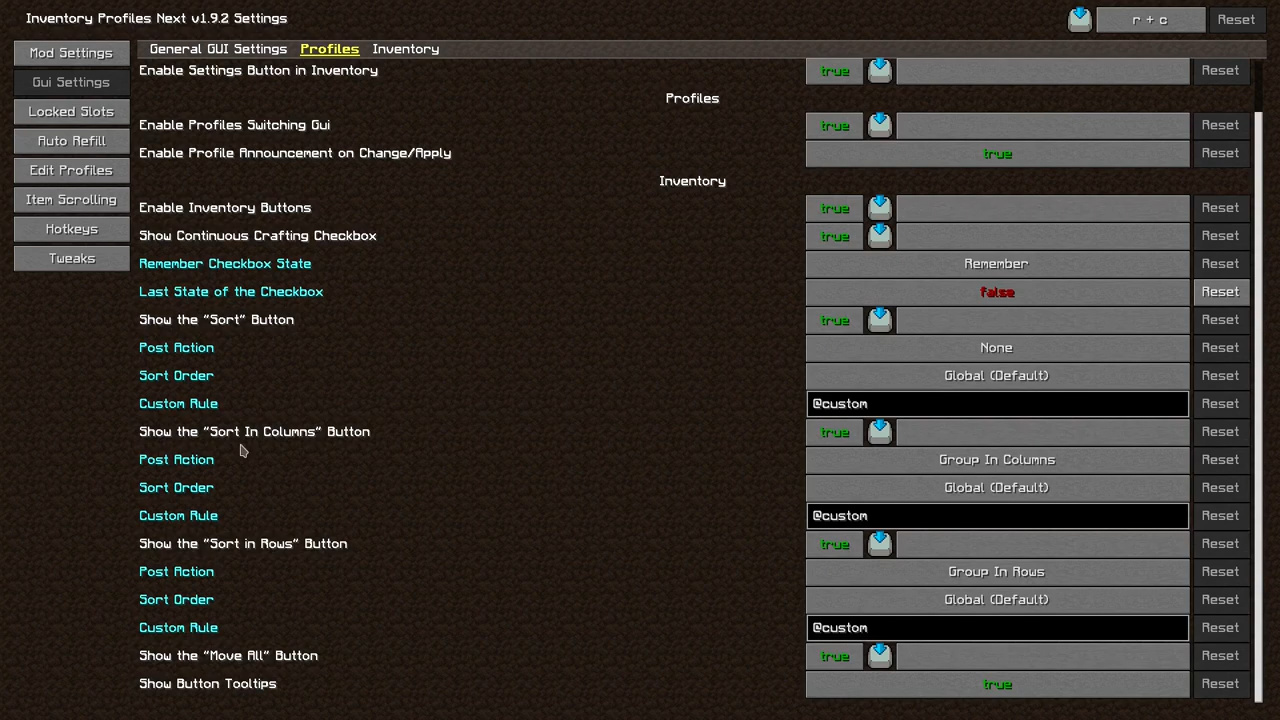 Inventory Profiles Next v1.9.2 Settings r + c Reset
Mod Settings
Gui Settings
Locked Slots
Auto Refill
Edit Profiles
Item Scrolling
Hotkeys
Tweaks
General GUI Settings Profiles Inventory
Enable Settings Button in Inventory true Reset
Profiles
Enable Profiles Switching Gui true Reset
Enable Profile Announcement on Change/Apply true Reset
Inventory
Enable Inventory Buttons true Reset
Show Continuous Crafting Checkbox true Reset
Remember Checkbox State Remember Reset
Last State of the Checkbox false Reset
Show the "Sort" Button true Reset
Post Action None Reset
Sort Order Global (Default) Reset
Custom Rule @custom Reset
Show the "Sort In Columns" Button true Reset
Post Action Group In Columns Reset
Sort Order Global (Default) Reset
Custom Rule @custom Reset
Show the "Sort in Rows" Button true Reset
Post Action Group In Rows Reset
Sort Order Global (Default) Reset
Custom Rule @custom Reset
Show the "Move All" Button true Reset
Show Button Tooltips true Reset